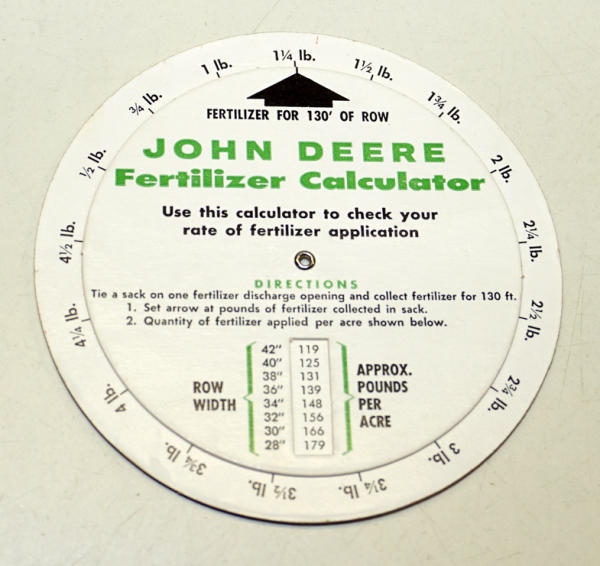 1¼ lb.
1½ lb.
1¾ lb.
2 lb.
2¼ lb.
2½ lb.
2¾ lb.
3 lb.
3¼ lb.
3½ lb.
3¾ lb.
4 lb.
4¼ lb.
4½ lb.
½ lb.
¾ lb.
1 lb.
FERTILIZER FOR 130' OF ROW
JOHN DEERE
Fertilizer Calculator
Use this calculator to check your
rate of fertilizer application
DIRECTIONS
Tie a sack on one fertilizer discharge opening and collect fertilizer for 130 ft.
1. Set arrow at pounds of fertilizer collected in sack.
2. Quantity of fertilizer applied per acre shown below.
ROW
WIDTH
42" 119
40" 125
38" 131
36" 139
34" 148
32" 156
30" 166
28" 179
APPROX.
POUNDS
PER
ACRE